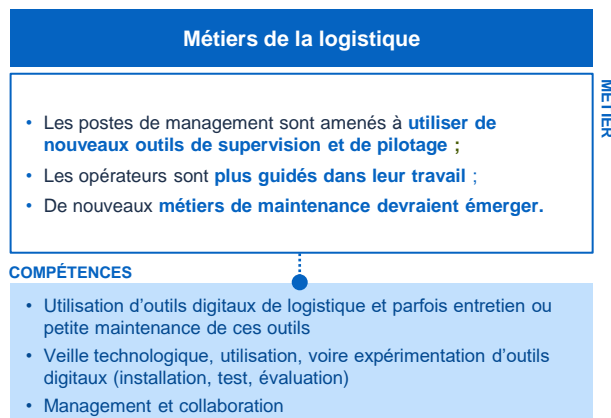 Métiers de la logistique
MÉTIER
• Les postes de management sont amenés à utiliser de
nouveaux outils de supervision et de pilotage ;
• Les opérateurs sont plus guidés dans leur travail ;
• De nouveaux métiers de maintenance devraient émerger.
COMPÉTENCES
• Utilisation d’outils digitaux de logistique et parfois entretien ou
petite maintenance de ces outils
• Veille technologique, utilisation, voire expérimentation d’outils
digitaux (installation, test, évaluation)
• Management et collaboration